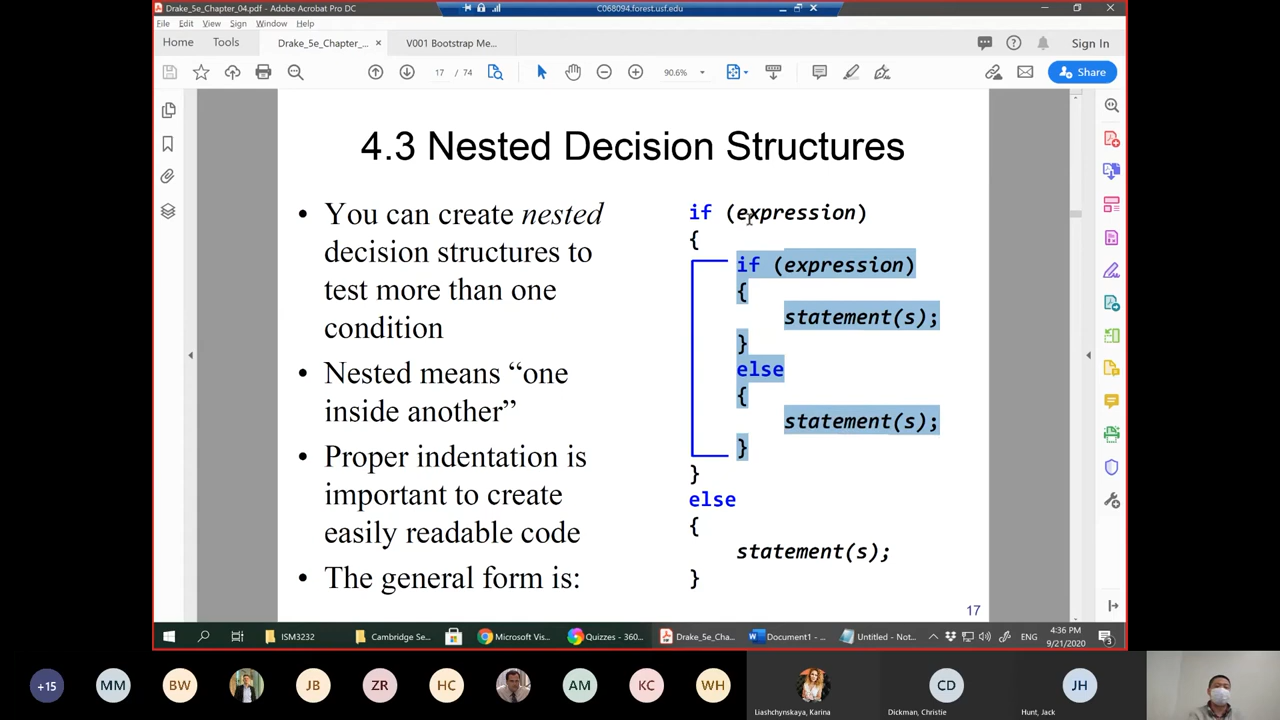 Drake_5e_Chapter_04.pdf - Adobe Acrobat Pro DC
C068094.forest.usf.edu
File Edit View Sign Window Help
Home Tools Drake_5e_Chapter_... × V001 Bootstrap Me... Sign In
17 / 74 90.6% Share
4.3 Nested Decision Structures
• You can create nested
decision structures to
test more than one
condition
• Nested means “one
inside another”
• Proper indentation is
important to create
easily readable code
• The general form is:
if (expression)
{
if (expression)
{
statement(s);
}
else
{
statement(s);
}
}
else
{
statement(s);
}
17
ISM3232 Cambridge Se... Microsoft Vis... Quizzes - 360... Drake_5e_Cha... Document1 - ... Untitled - Not... ENG 4:36 PM
9/21/2020 3
+15 MM BW JB ZR HC AM KC WH CD JH
Liashchynskaya, Karina Dickman, Christie Hunt, Jack